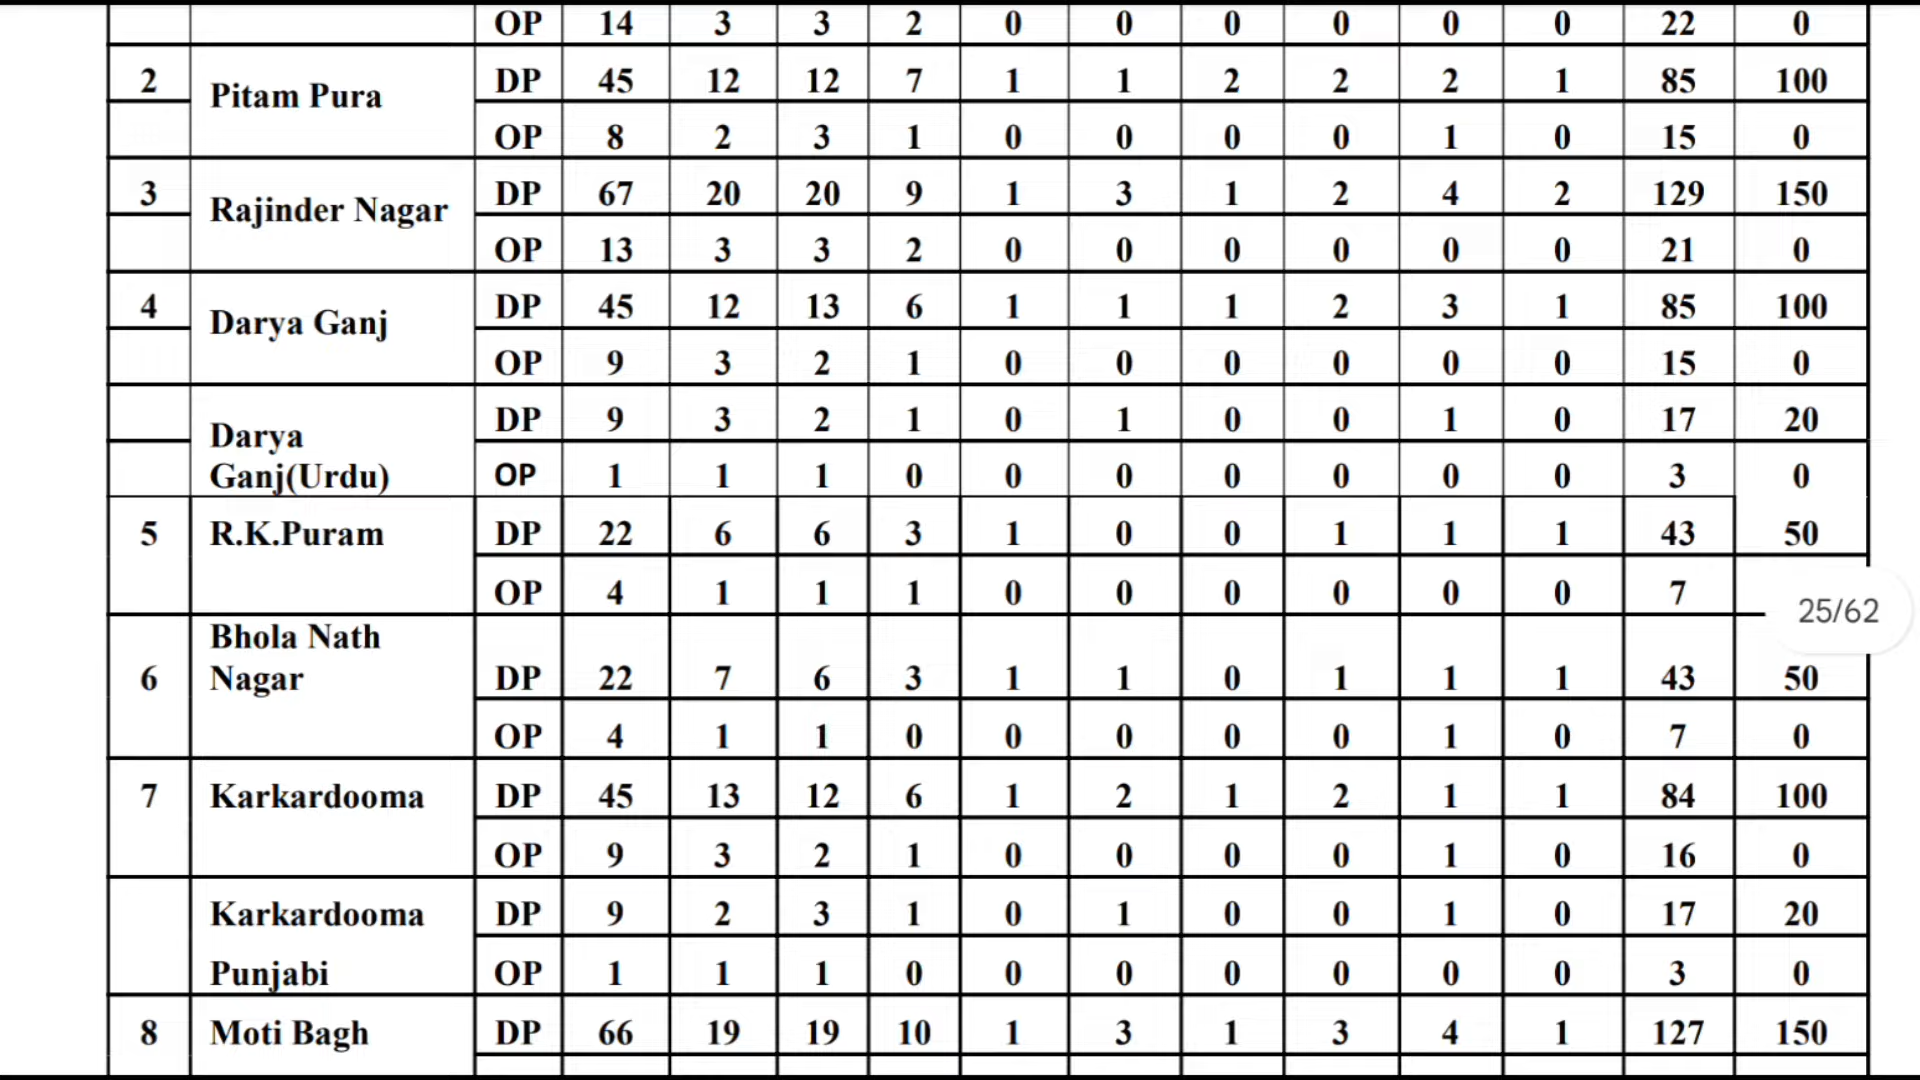 OP 14 3 3 2 0 0 0 0 0 0 22 0
2 Pitam Pura DP 45 12 12 7 1 1 2 2 2 1 85 100
OP 8 2 3 1 0 0 0 0 1 0 15 0
3 Rajinder Nagar DP 67 20 20 9 1 3 1 2 4 2 129 150
OP 13 3 3 2 0 0 0 0 0 0 21 0
4 Darya Ganj DP 45 12 13 6 1 1 1 2 3 1 85 100
OP 9 3 2 1 0 0 0 0 0 0 15 0
Darya DP 9 3 2 1 0 1 0 0 1 0 17 20
Ganj(Urdu) OP 1 1 1 0 0 0 0 0 0 0 3 0
5 R.K.Puram DP 22 6 6 3 1 0 0 1 1 1 43 50
OP 4 1 1 1 0 0 0 0 0 0 7
25/62
Bhola Nath
6 Nagar DP 22 7 6 3 1 1 0 1 1 1 43 50
OP 4 1 1 0 0 0 0 0 1 0 7 0
7 Karkardooma DP 45 13 12 6 1 2 1 2 1 1 84 100
OP 9 3 2 1 0 0 0 0 1 0 16 0
Karkardooma DP 9 2 3 1 0 1 0 0 1 0 17 20
Punjabi OP 1 1 1 0 0 0 0 0 0 0 3 0
8 Moti Bagh DP 66 19 19 10 1 3 1 3 4 1 127 150